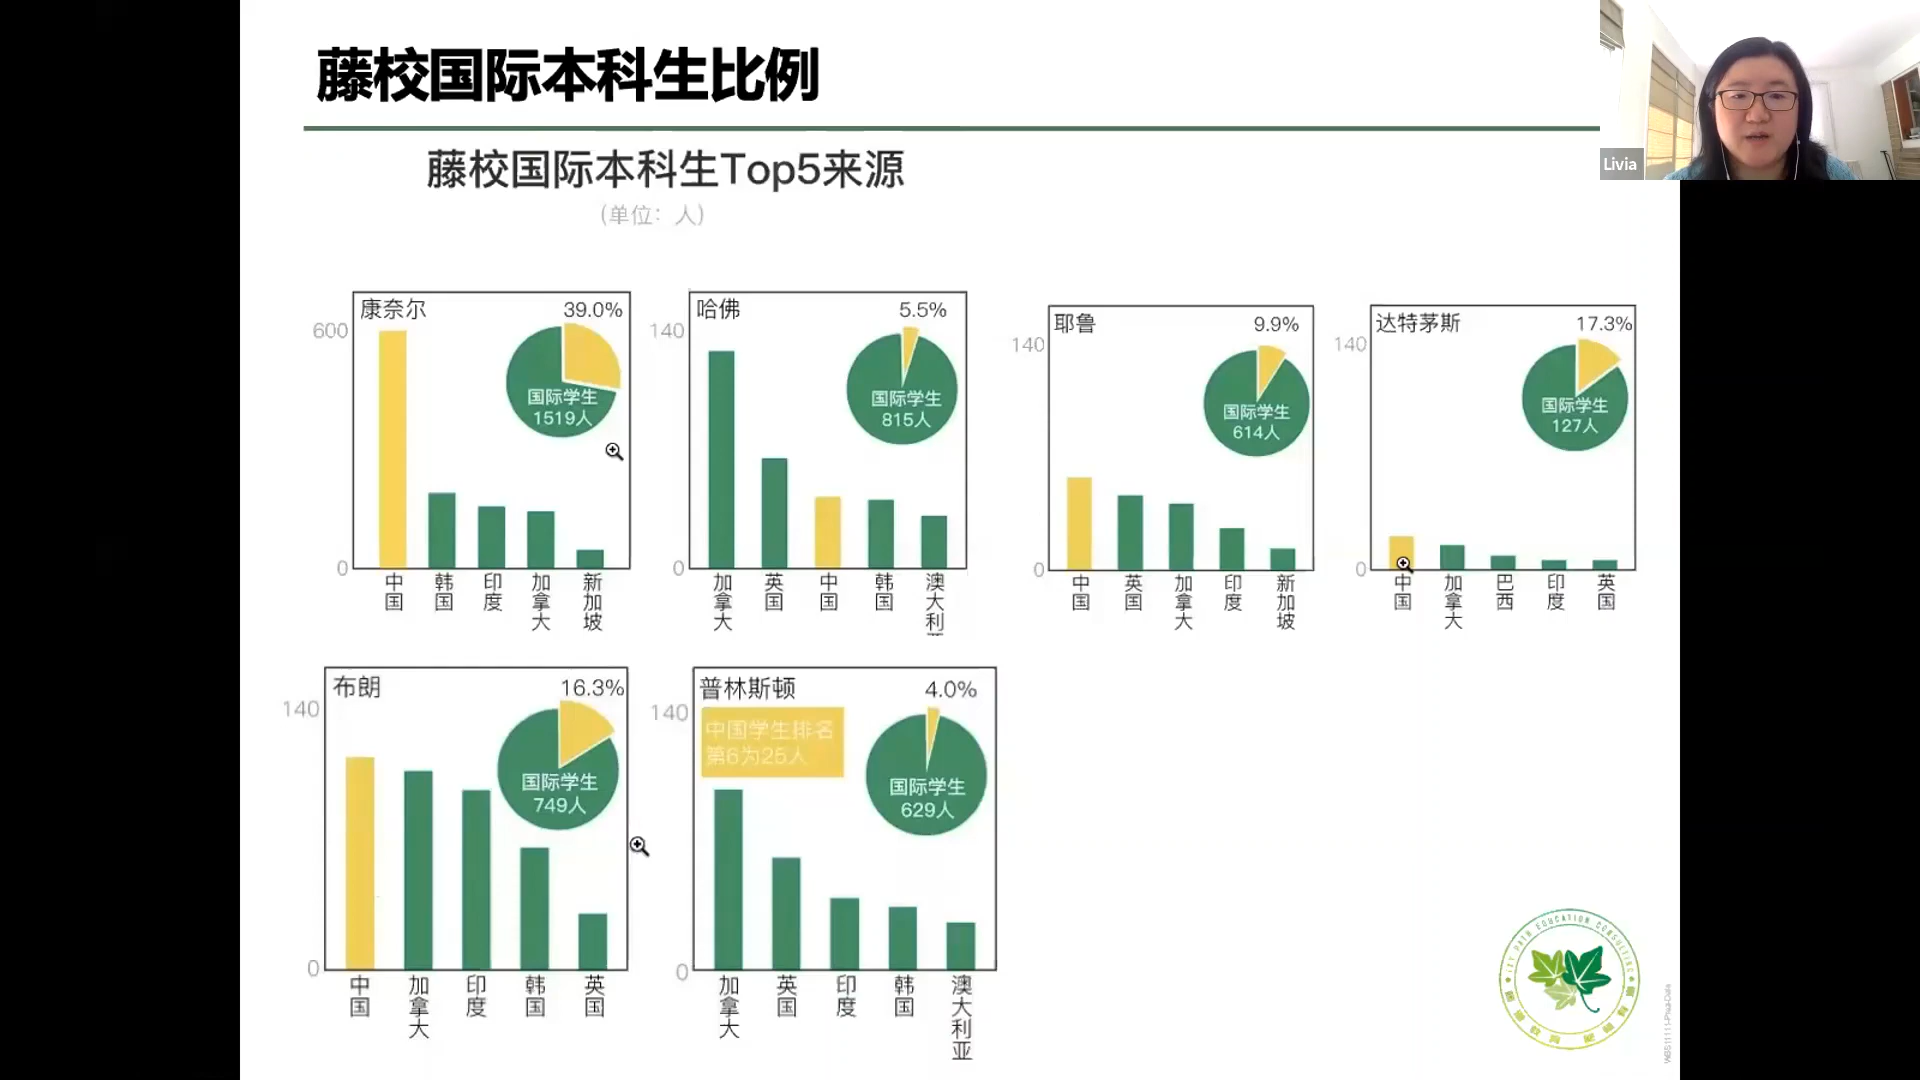 藤校国际本科生比例
Livia
藤校国际本科生Top5来源
(单位：人)
康奈尔
39.0%
600
国际学生
1519人
0
中国
韩国
印度
加拿大
新加坡
哈佛
5.5%
140
国际学生
815人
0
加拿大
英国
中国
韩国
澳大利亚
耶鲁
9.9%
140
国际学生
614人
0
中国
英国
加拿大
印度
新加坡
达特茅斯
17.3%
140
国际学生
127人
0
中国
加拿大
巴西
印度
英国
布朗
16.3%
140
国际学生
749人
0
中国
加拿大
印度
韩国
英国
普林斯顿
4.0%
140
中国学生排名
第6为25人
国际学生
629人
0
加拿大
英国
印度
韩国
澳大利亚
PATH EDUCATION CONSULTING